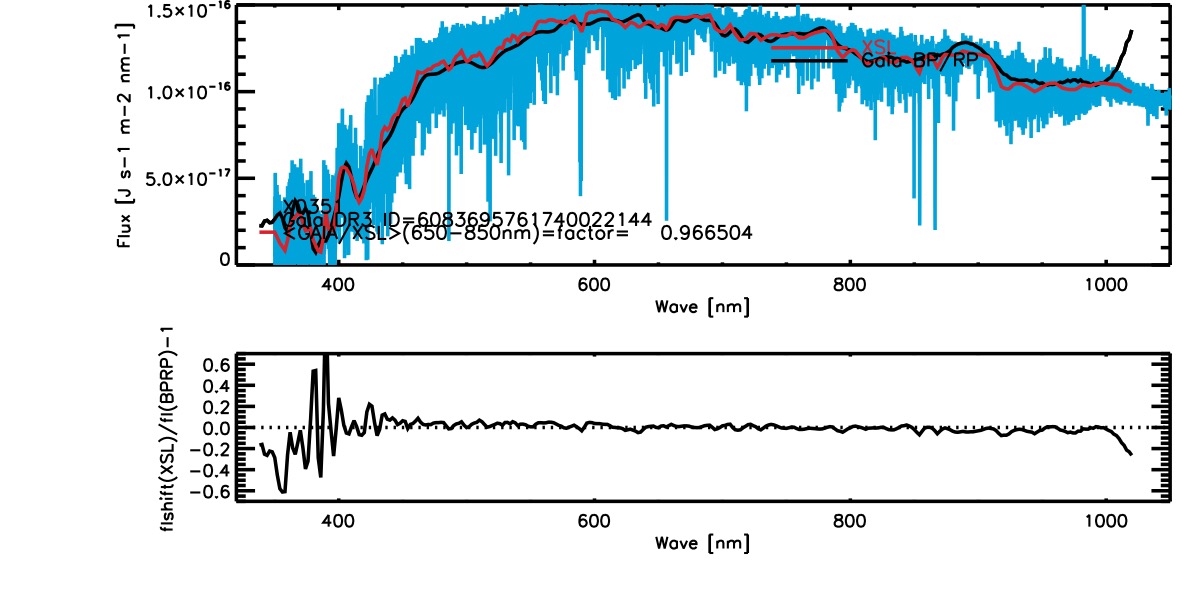 1.5×10−16
1.0×10−16
5.0×10−17
0
Flux [J s−1 m−2 nm−1]
XSL
Gaia BP/RP
X0351
Gaia DR3 ID=6083695761740022144
<GAIA/XSL>(650−850nm)=factor= 0.966504
400 600 800 1000
Wave [nm]
flshift(XSL)/fl(BPRP)−1
0.6
0.4
0.2
0.0
−0.2
−0.4
−0.6
400 600 800 1000
Wave [nm]